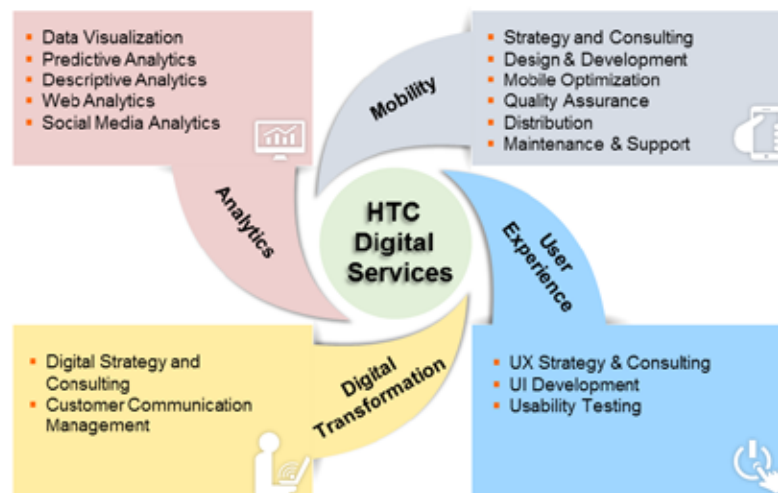 Data Visualization
Predictive Analytics
Descriptive Analytics
Web Analytics
Social Media Analytics
Analytics
Mobility
Strategy and Consulting
Design & Development
Mobile Optimization
Quality Assurance
Distribution
Maintenance & Support
HTC
Digital
Services
User
Experience
Digital Strategy and
Consulting
Customer Communication
Management
Digital
Transformation
UX Strategy & Consulting
UI Development
Usability Testing